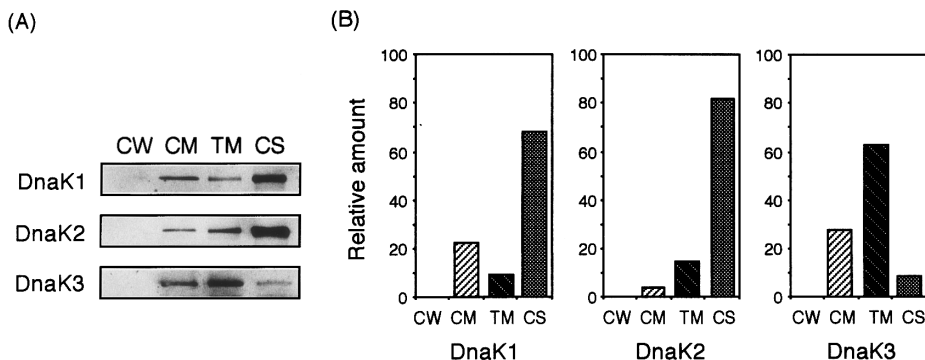 (A)
CW CM TM CS
DnaK1
DnaK2
DnaK3
(B)
Relative amount
100
80
60
40
20
0
CW CM TM CS
DnaK1
100
80
60
40
20
0
CW CM TM CS
DnaK2
100
80
60
40
20
0
CW CM TM CS
DnaK3